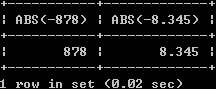 | ABS(-878) | ABS(-8.345) |
| 878 | 8.345 |
1 row in set (0.02 sec)